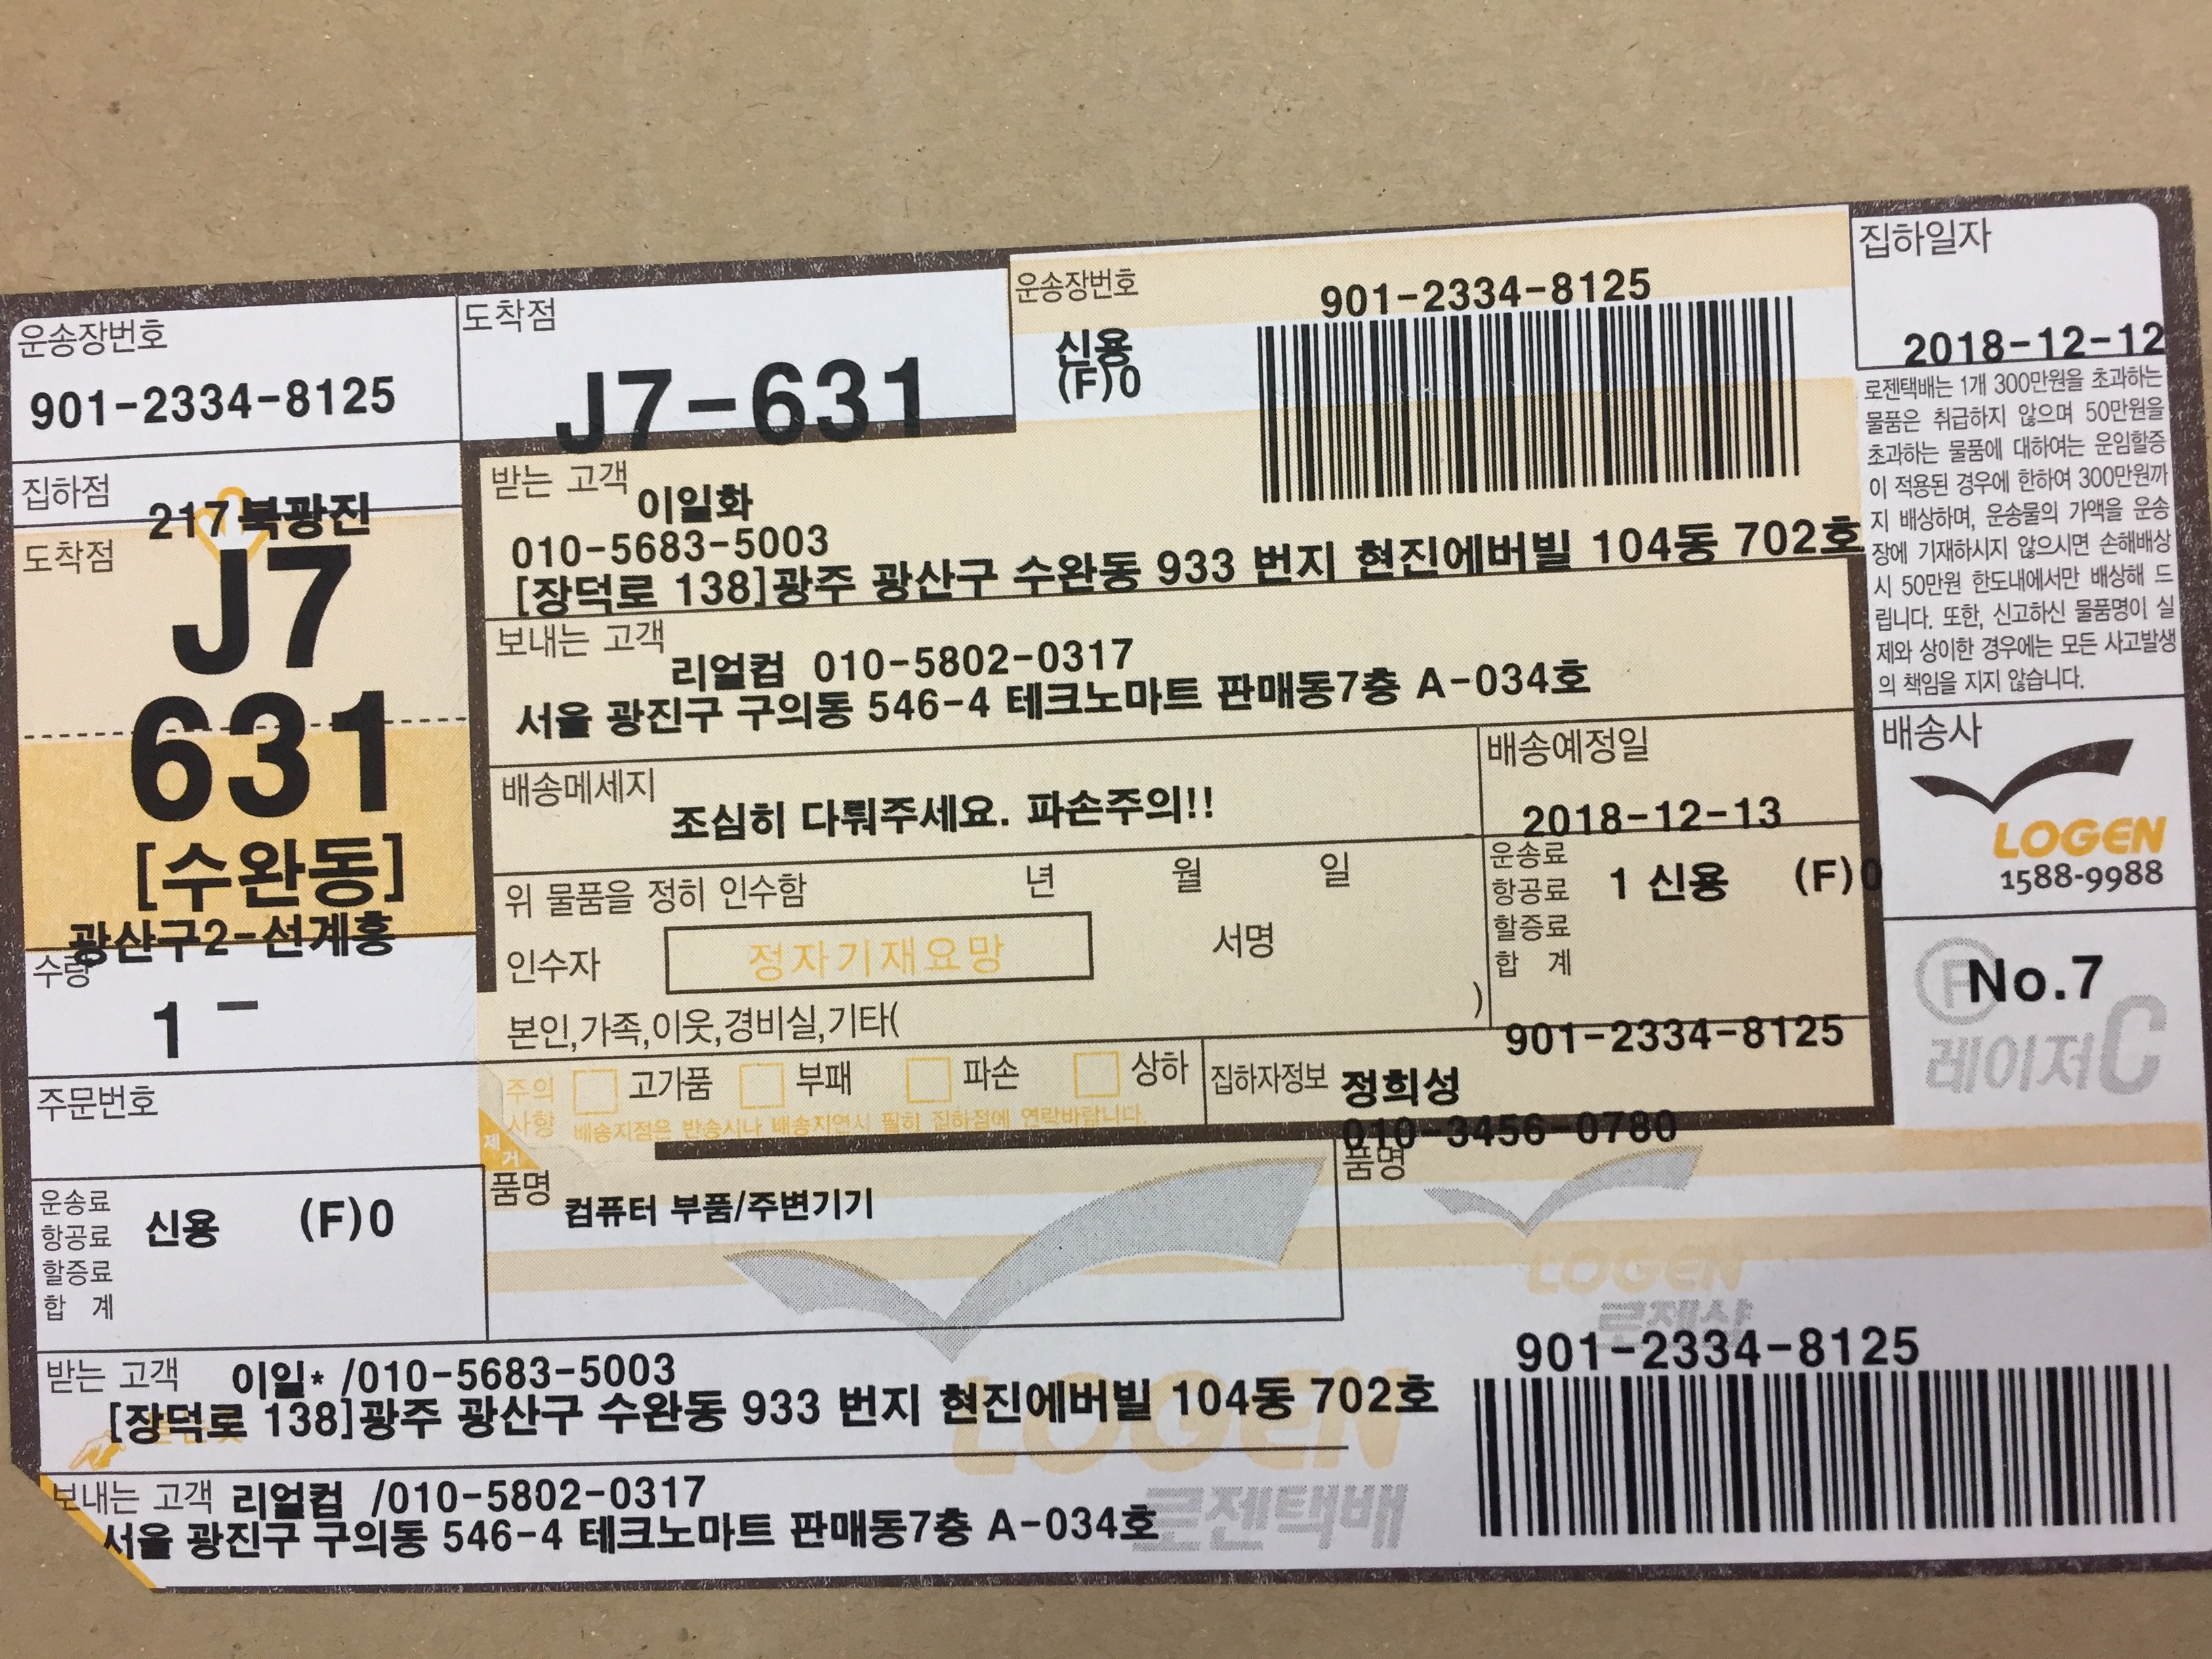 운송장번호
901-2334-8125
도착점
J7-631
운송장번호
901-2334-8125
신용
(F)0
집하일자
2018-12-12
로젠택배는 1개 300만원을 초과하는
물품은 취급하지 않으며 50만원을
초과하는 물품에 대하여는 운임할증
이 적용된 경우에 한하여 300만원까
지 배상하며, 운송물의 가액을 운송
장에 기재하시지 않으시면 손해배상
시 50만원 한도내에서만 배상해 드
립니다. 또한, 신고하신 물품명이 실
제와 상이한 경우에는 모든 사고발생
의 책임을 지지 않습니다.
집하점
217 북광진
도착점
J7
631
[수완동]
광산구2-선계홍
수량
1 -
받는 고객
이일화
010-5683-5003
[장덕로 138]광주 광산구 수완동 933 번지 현진에버빌 104동 702호
보내는 고객
리얼컴 010-5802-0317
서울 광진구 구의동 546-4 테크노마트 판매동7층 A-034호
배송메세지
조심히 다뤄주세요. 파손주의!!
배송예정일
2018-12-13
배송사
LOGEN
1588-9988
위 물품을 정히 인수함 년 월 일
인수자 정자기재요망 서명
본인,가족,이웃,경비실,기타( )
운송료
항공료
할증료
합 계
1 신용 (F)0
901-2334-8125
No.7
F
레이저C
주의
사항
고가품 부패 파손 상하
배송지점은 반송시나 배송지연시 필히 집하점에 연락바랍니다.
제
거
집하자정보
정희성
010-3456-0780
주문번호
운송료
항공료
할증료
합 계
신용 (F)0
품명
컴퓨터 부품/주변기기
품명
LOGEN
901-2334-8125
받는 고객
이일* /010-5683-5003
[장덕로 138]광주 광산구 수완동 933 번지 현진에버빌 104동 702호
LOGEN
로젠택배
보내는 고객
리얼컴 /010-5802-0317
서울 광진구 구의동 546-4 테크노마트 판매동7층 A-034호